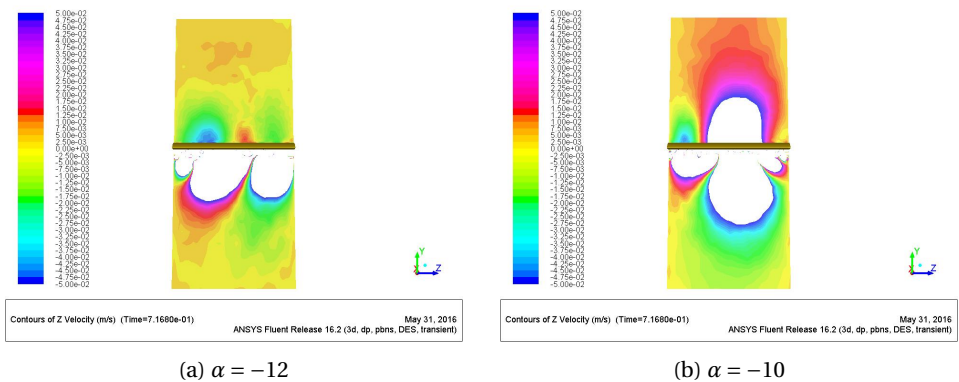 5.00e-02
4.75e-02
4.50e-02
4.25e-02
4.00e-02
3.75e-02
3.50e-02
3.25e-02
3.00e-02
2.75e-02
2.50e-02
2.25e-02
2.00e-02
1.75e-02
1.50e-02
1.25e-02
1.00e-02
7.50e-03
5.00e-03
2.50e-03
0.00e+00
-2.50e-03
-5.00e-03
-7.50e-03
-1.00e-02
-1.25e-02
-1.50e-02
-1.75e-02
-2.00e-02
-2.25e-02
-2.50e-02
-2.75e-02
-3.00e-02
-3.25e-02
-3.50e-02
-3.75e-02
-4.00e-02
-4.25e-02
-4.50e-02
-4.75e-02
-5.00e-02
Y
X
Z
Contours of Z Velocity (m/s) (Time=7.1680e-01)
May 31, 2016
ANSYS Fluent Release 16.2 (3d, dp, pbns, DES, transient)
(a) α = −12
5.00e-02
4.75e-02
4.50e-02
4.25e-02
4.00e-02
3.75e-02
3.50e-02
3.25e-02
3.00e-02
2.75e-02
2.50e-02
2.25e-02
2.00e-02
1.75e-02
1.50e-02
1.25e-02
1.00e-02
7.50e-03
5.00e-03
2.50e-03
0.00e+00
-2.50e-03
-5.00e-03
-7.50e-03
-1.00e-02
-1.25e-02
-1.50e-02
-1.75e-02
-2.00e-02
-2.25e-02
-2.50e-02
-2.75e-02
-3.00e-02
-3.25e-02
-3.50e-02
-3.75e-02
-4.00e-02
-4.25e-02
-4.50e-02
-4.75e-02
-5.00e-02
Y
X
Z
Contours of Z Velocity (m/s) (Time=7.1680e-01)
May 31, 2016
ANSYS Fluent Release 16.2 (3d, dp, pbns, DES, transient)
(b) α = −10